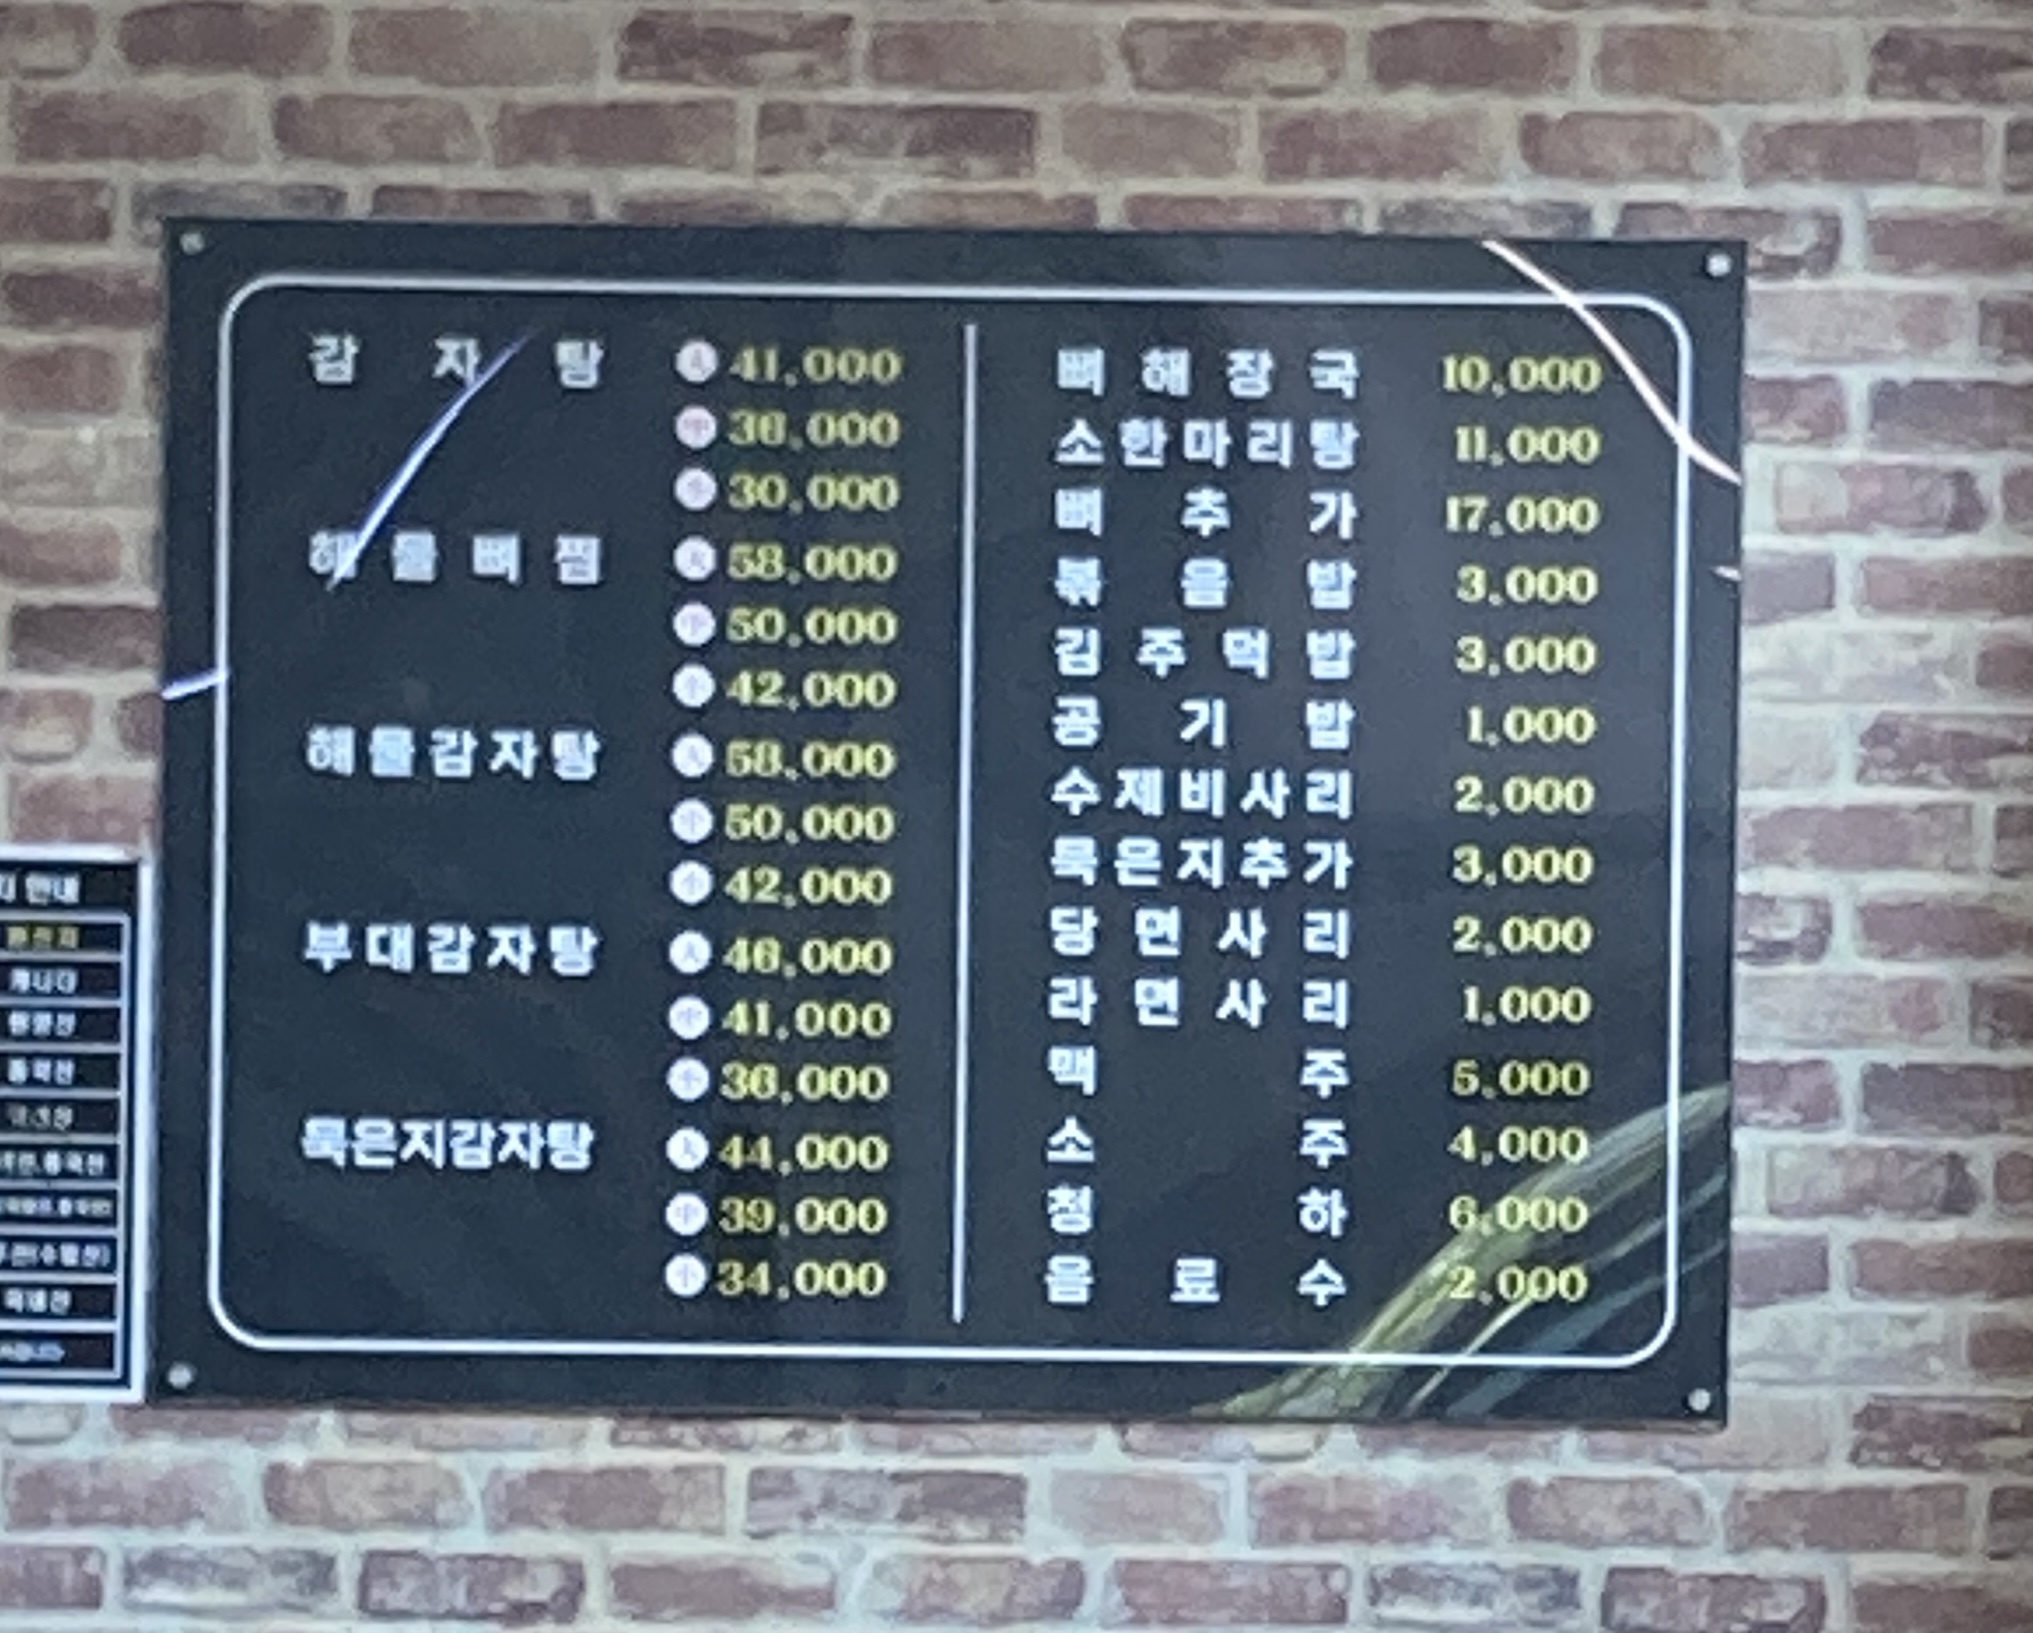 감자탕 大 41,000
中 36,000
小 30,000
해물뼈찜 大 58,000
中 50,000
小 42,000
해물감자탕 大 58,000
中 50,000
小 42,000
부대감자탕 大 46,000
中 41,000
小 36,000
묵은지감자탕 大 44,000
中 39,000
小 34,000
뼈해장국 10,000
소한마리탕 11,000
뼈추가 17,000
볶음밥 3,000
김주먹밥 3,000
공기밥 1,000
수제비사리 2,000
묵은지추가 3,000
당면사리 2,000
라면사리 1,000
맥주 5,000
소주 4,000
청하 6,000
음료수 2,000
안내